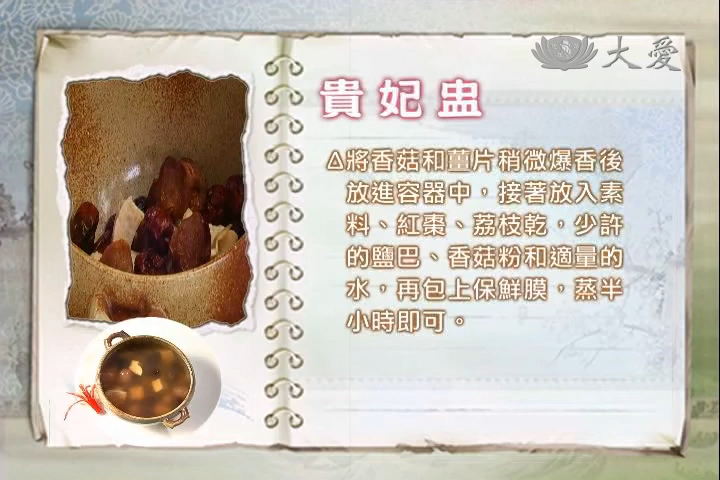 大愛
貴妃盅
△將香菇和薑片稍微爆香後
放進容器中，接著放入素
料、紅棗、荔枝乾，少許
的鹽巴、香菇粉和適量的
水，再包上保鮮膜，蒸半
小時即可。